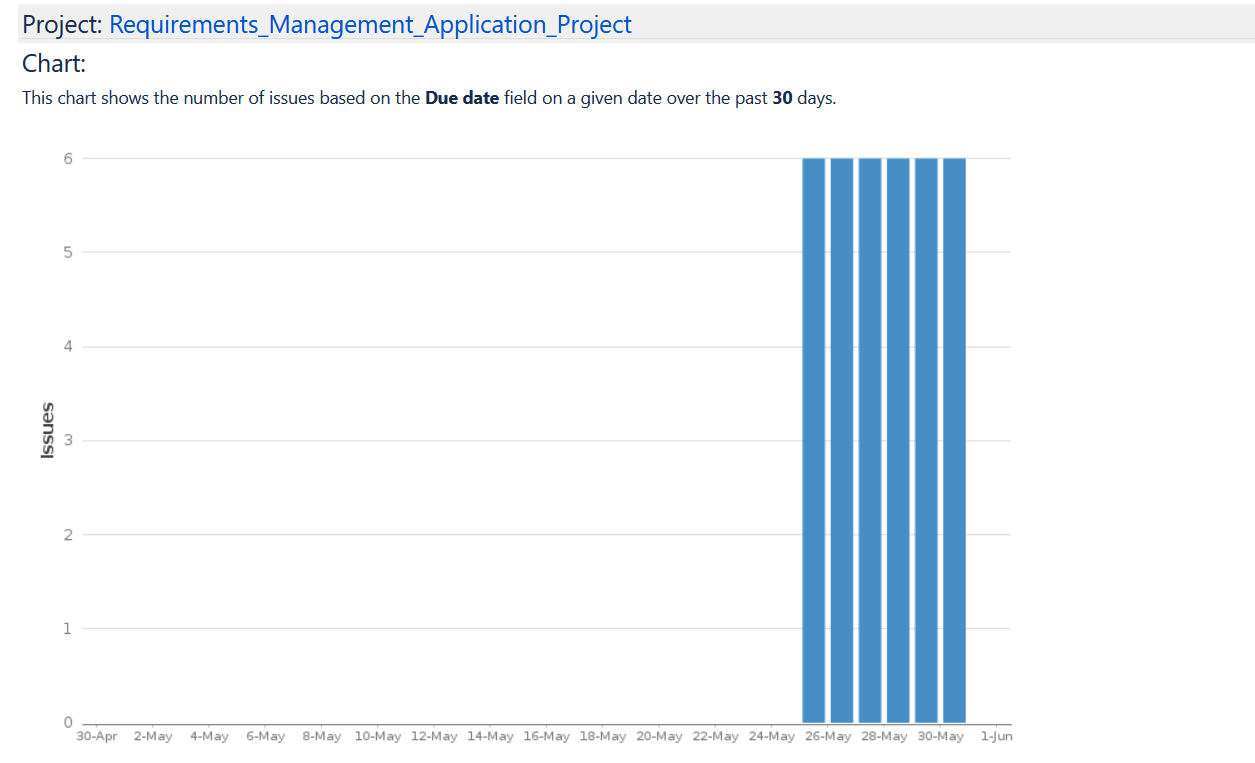 Project: Requirements_Management_Application_Project
Chart:
This chart shows the number of issues based on the Due date field on a given date over the past 30 days.
6
5
4
3
2
1
0
Issues
30-Apr 2-May 4-May 6-May 8-May 10-May 12-May 14-May 16-May 18-May 20-May 22-May 24-May 26-May 28-May 30-May 1-Jun